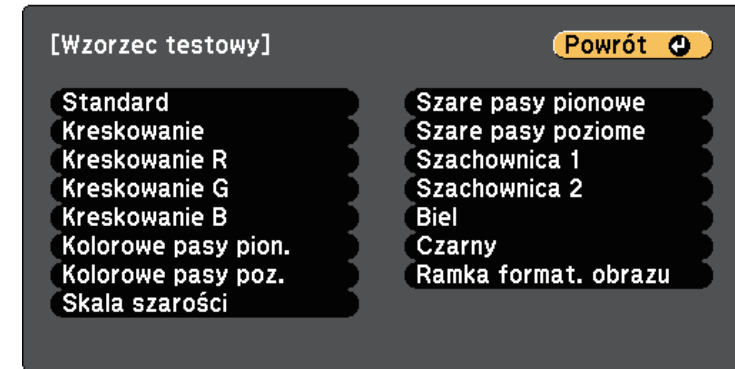 [Wzorzec testowy]
Powrót
Standard
Kreskowanie
Kreskowanie R
Kreskowanie G
Kreskowanie B
Kolorowe pasy pion.
Kolorowe pasy poz.
Skala szarości
Szare pasy pionowe
Szare pasy poziome
Szachownica 1
Szachownica 2
Biel
Czarny
Ramka format. obrazu